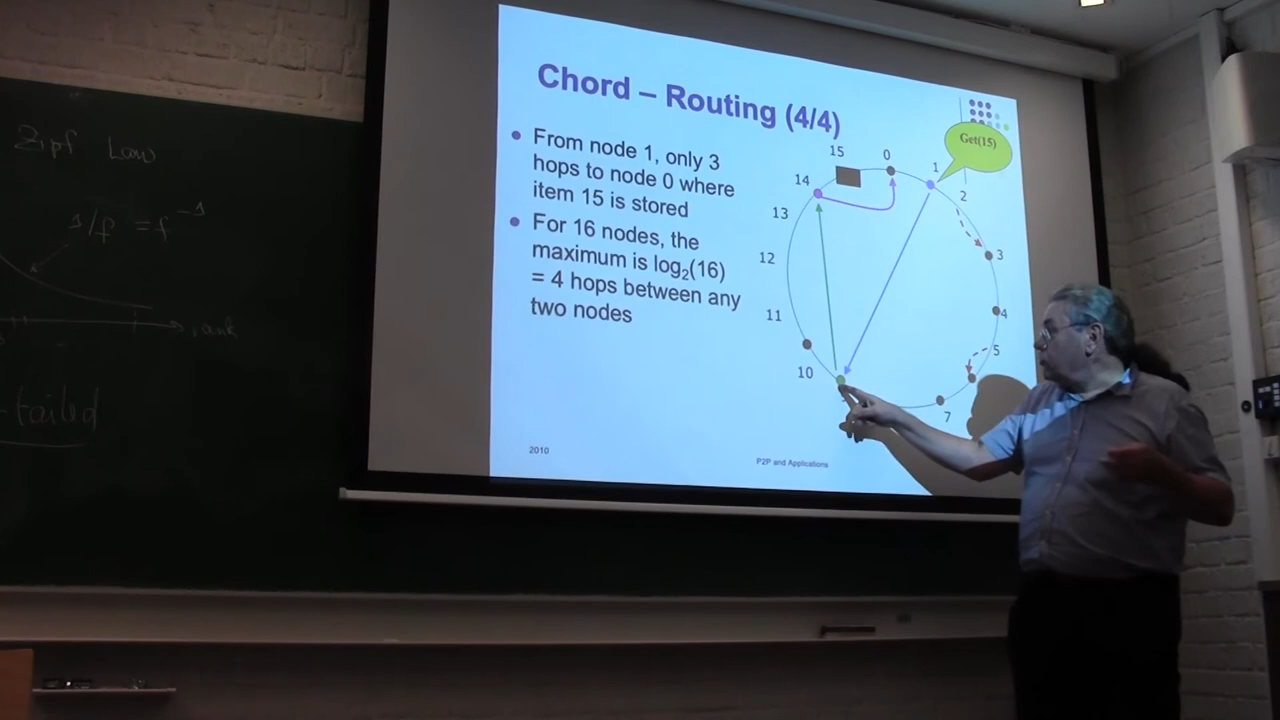 Zipf Law
rank
-tailed
Chord – Routing (4/4)
• From node 1, only 3
hops to node 0 where
item 15 is stored
• For 16 nodes, the
maximum is log₂(16)
= 4 hops between any
two nodes
Get(15)
15
0
1
2
14
13
3
12
4
11
5
10
7
2010
P2P and Applications